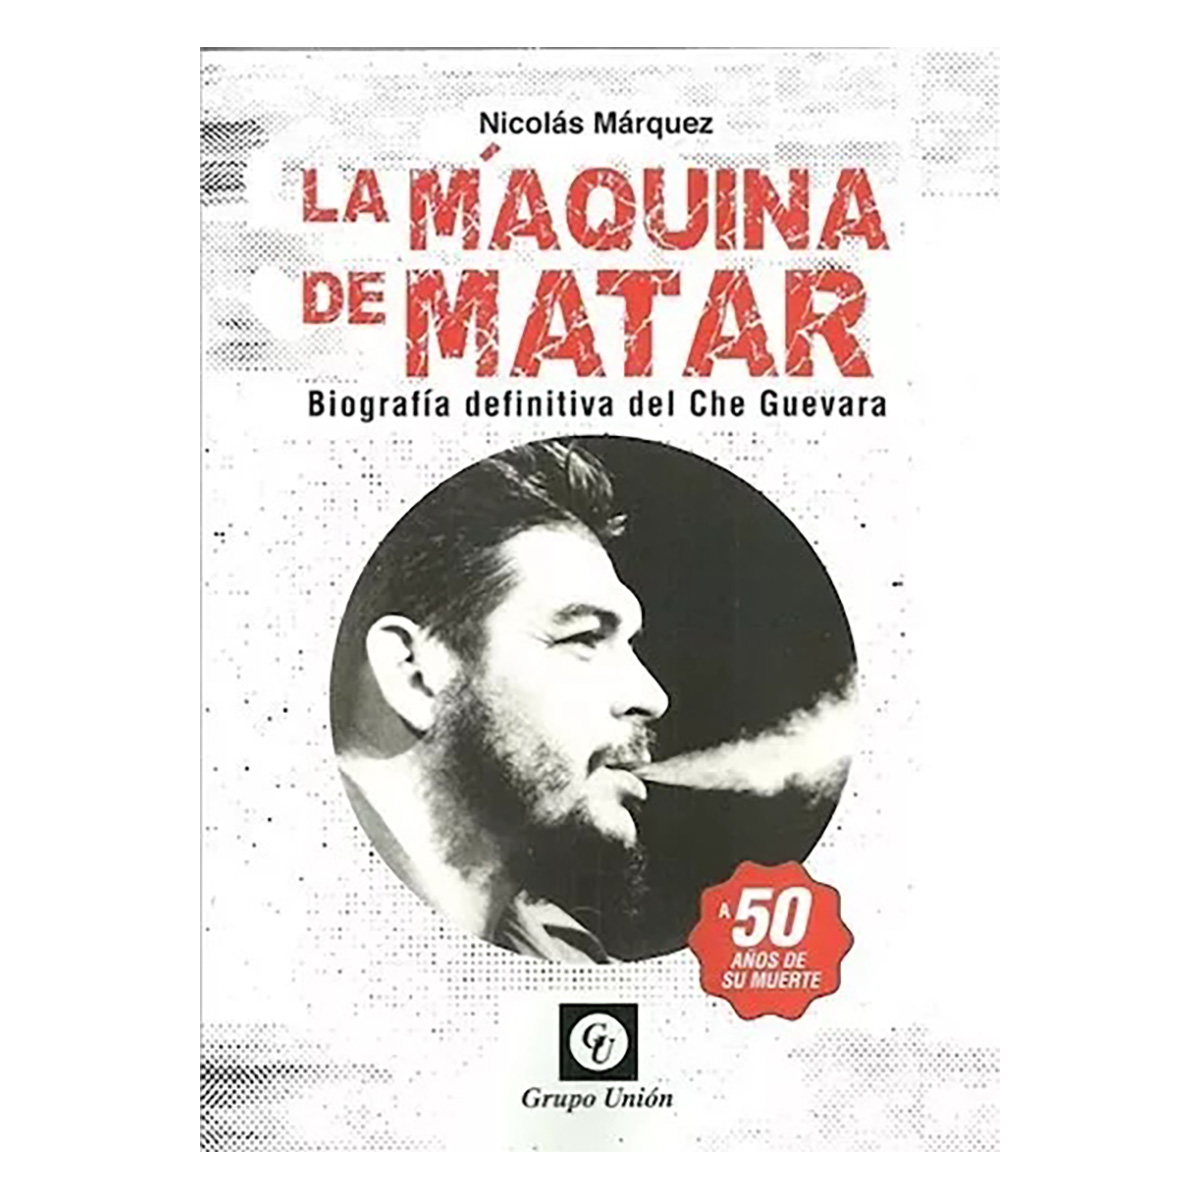 Nicolás Márquez
LA MÁQUINA
DE MATAR
Biografía definitiva del Che Guevara
A 50
AÑOS DE
SU MUERTE
GU
Grupo Unión